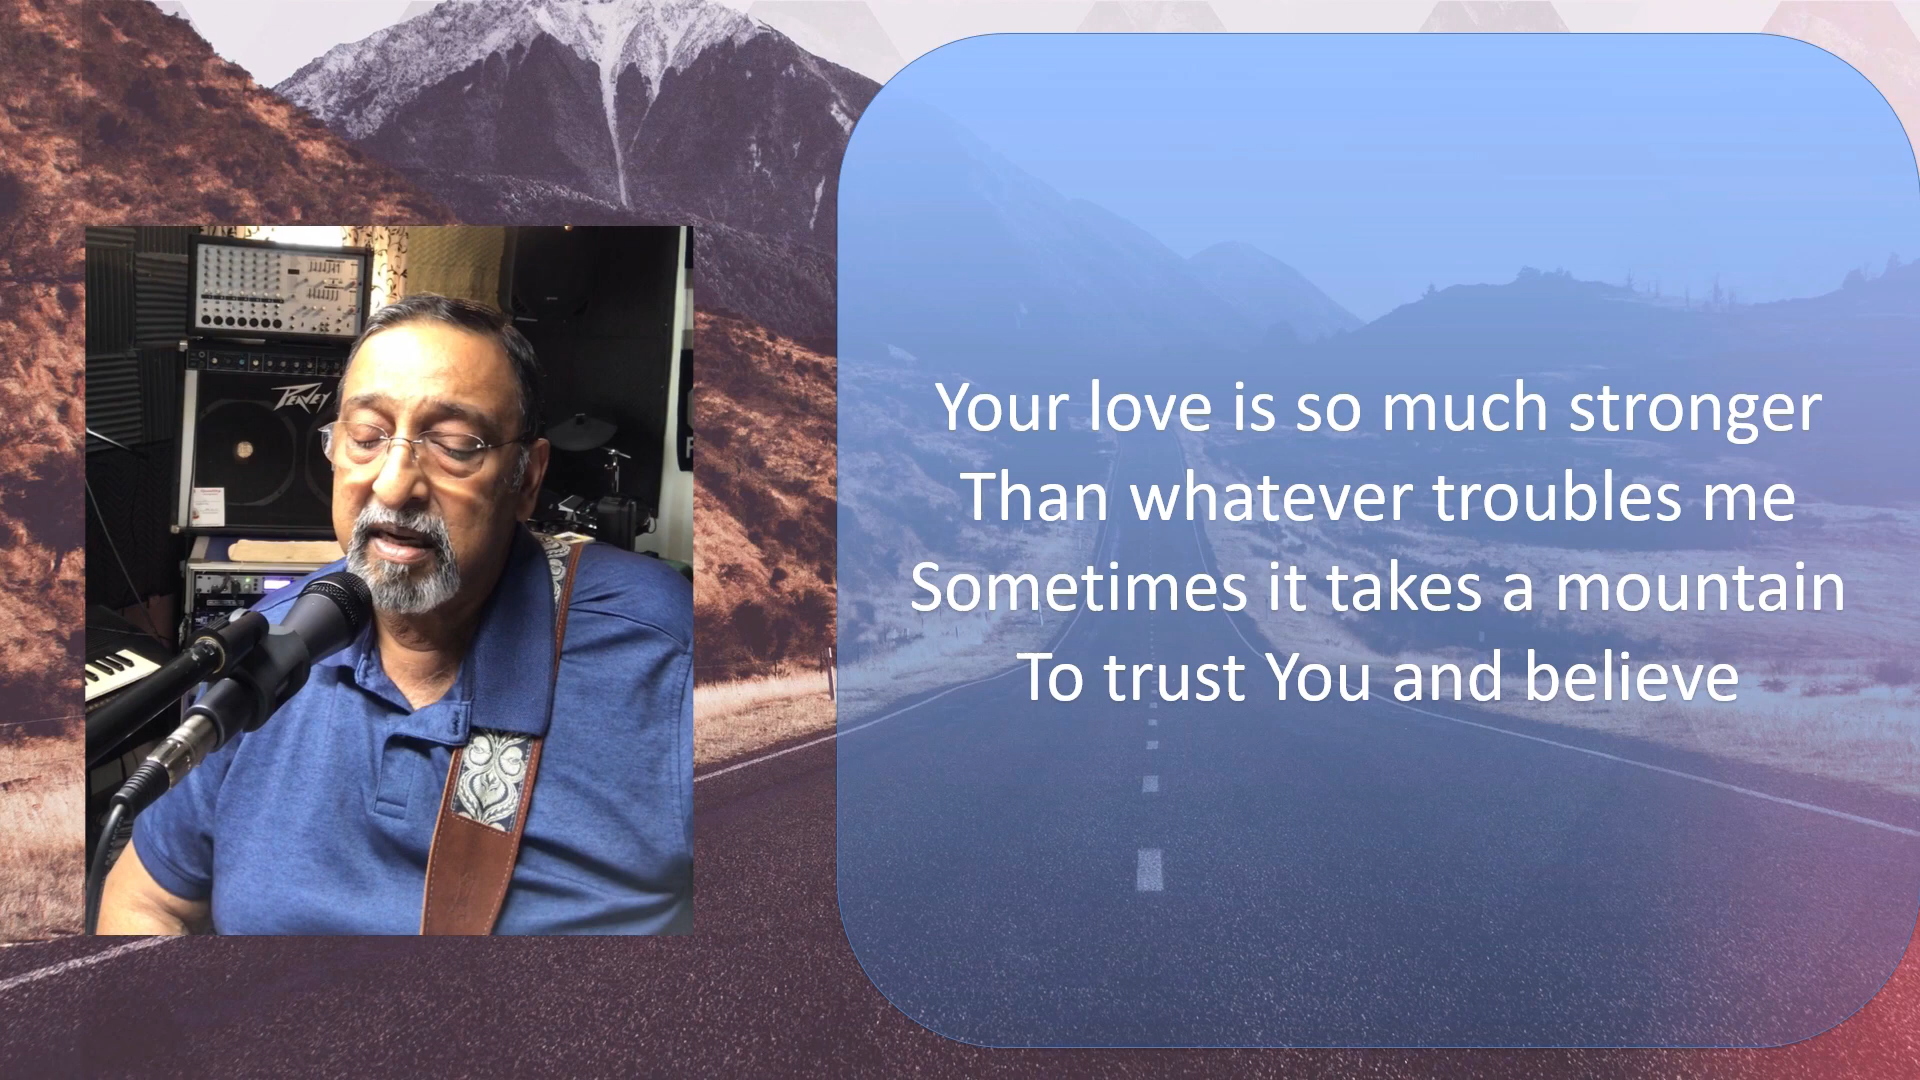 PEAVEY
Your love is so much stronger
Than whatever troubles me
Sometimes it takes a mountain
To trust You and believe